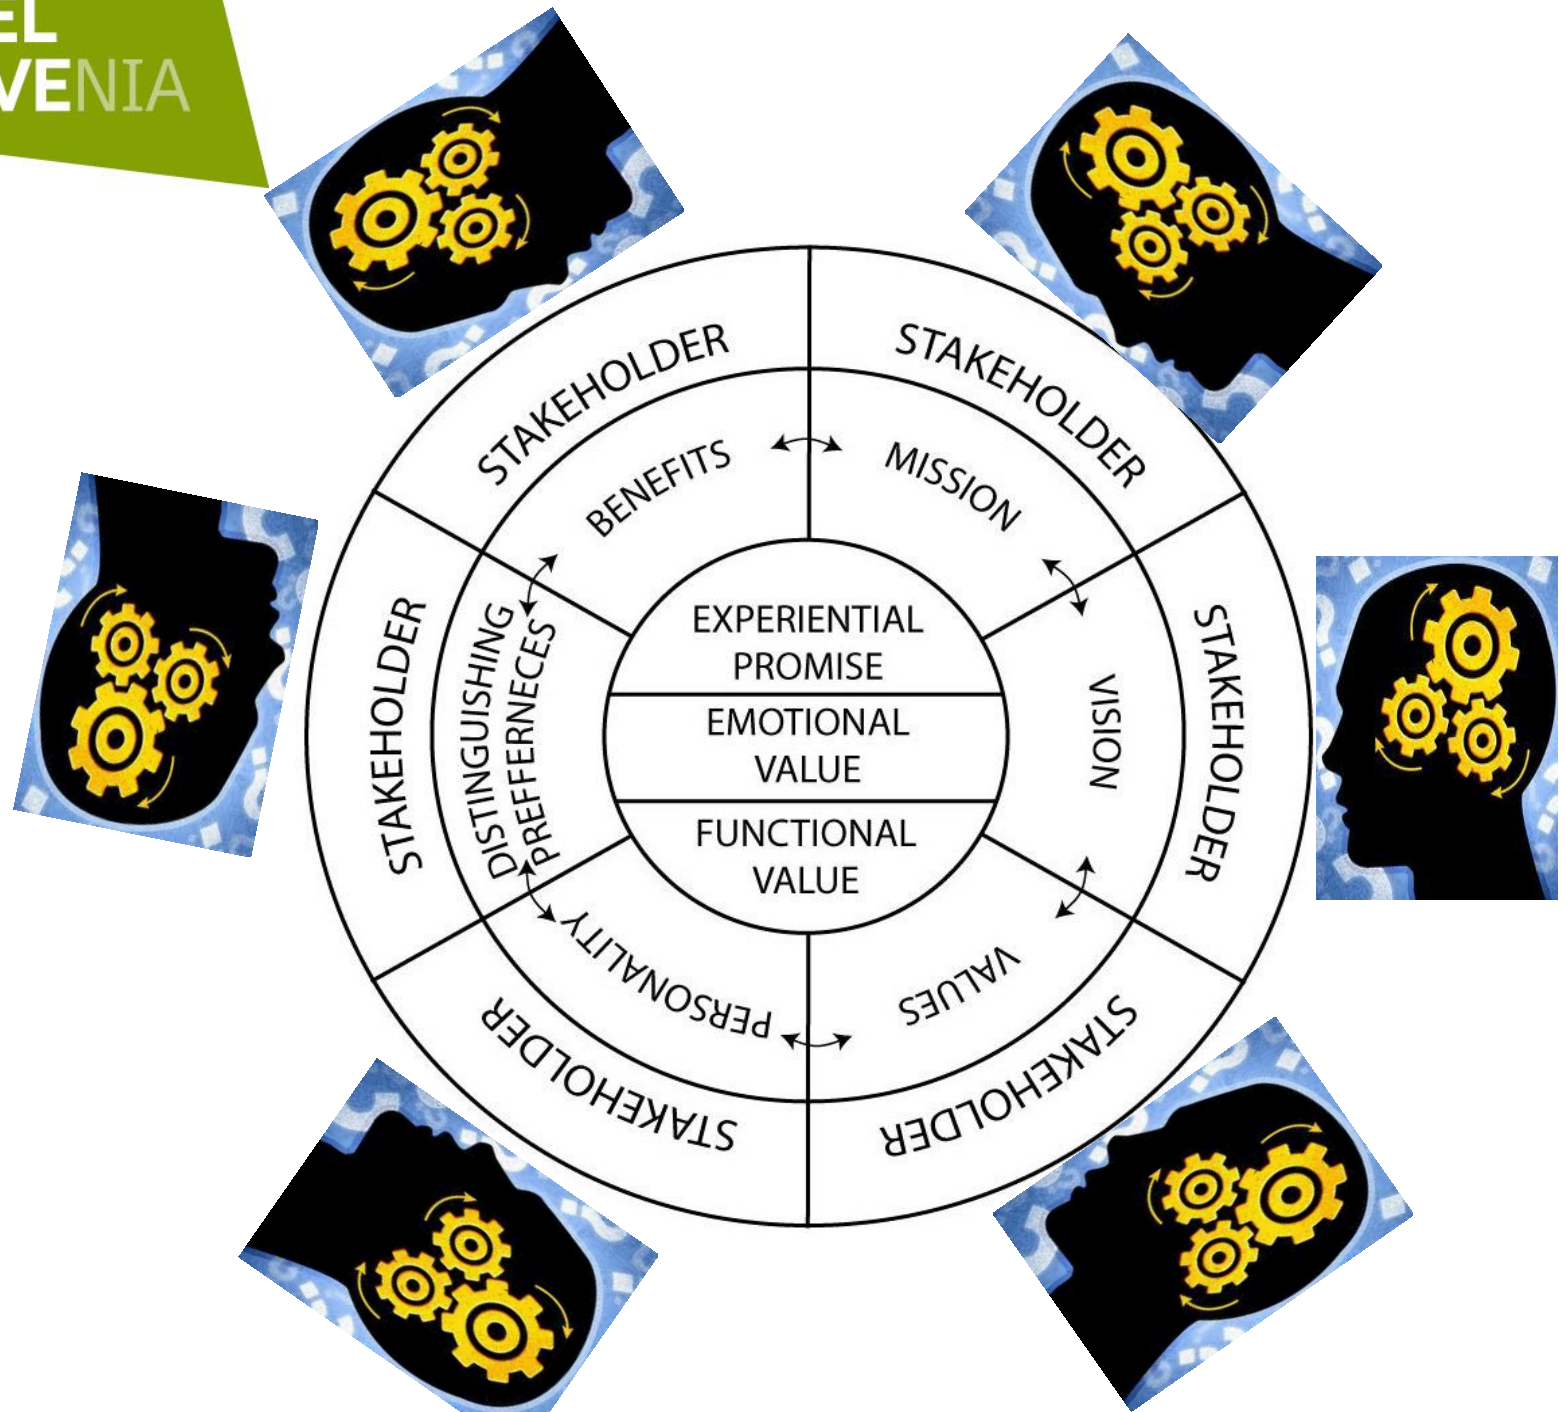 EL
VENIA
STAKEHOLDER
STAKEHOLDER
BENEFITS
MISSION
STAKEHOLDER
DISTINGUISHING
PREFFERNECES
EXPERIENTIAL
PROMISE
EMOTIONAL
VALUE
FUNCTIONAL
VALUE
VISION
STAKEHOLDER
PERSONALITY
VALUES
STAKEHOLDER
STAKEHOLDER